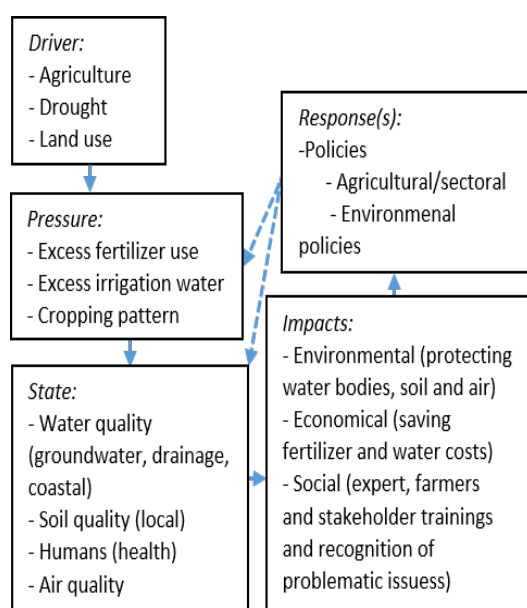 Driver:
- Agriculture
- Drought
- Land use
Pressure:
- Excess fertilizer use
- Excess irrigation water
- Cropping pattern
State:
- Water quality
(groundwater, drainage,
coastal)
- Soil quality (local)
- Humans (health)
- Air quality
Response(s):
-Policies
- Agricultural/sectoral
- Environmenal
policies
Impacts:
- Environmental (protecting
water bodies, soil and air)
- Economical (saving
fertilizer and water costs)
- Social (expert, farmers
and stakeholder trainings
and recognition of
problematic issuess)